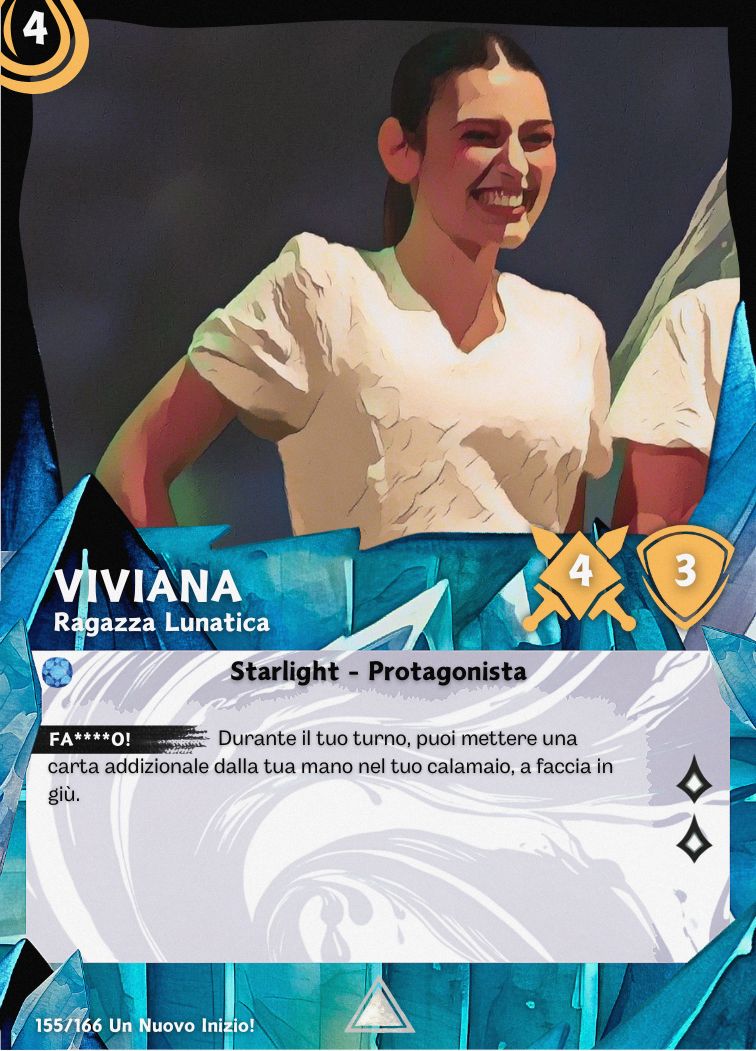 4
VIVIANA
Ragazza Lunatica
4 3
Starlight - Protagonista
FA****O! Durante il tuo turno, puoi mettere una
carta addizionale dalla tua mano nel tuo calamaio, a faccia in
giù.
155/166 Un Nuovo Inizio!